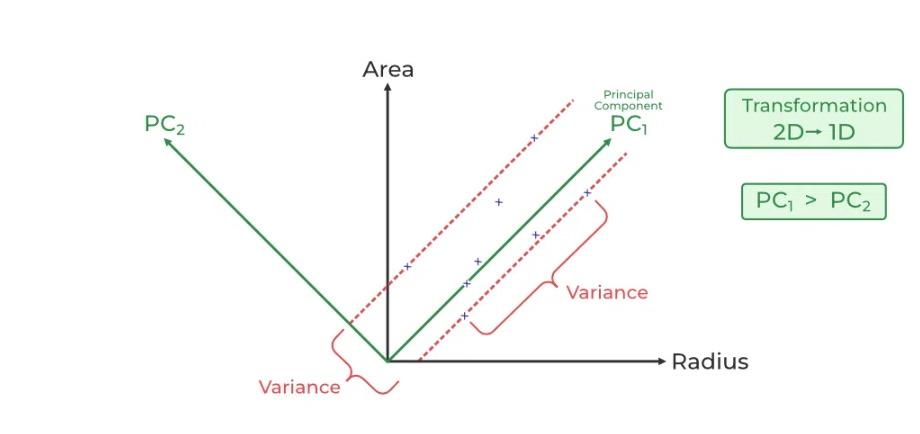 Area
Principal
Component
PC₁
PC₂
Transformation
2D→ 1D
PC₁ > PC₂
Variance
Radius
Variance